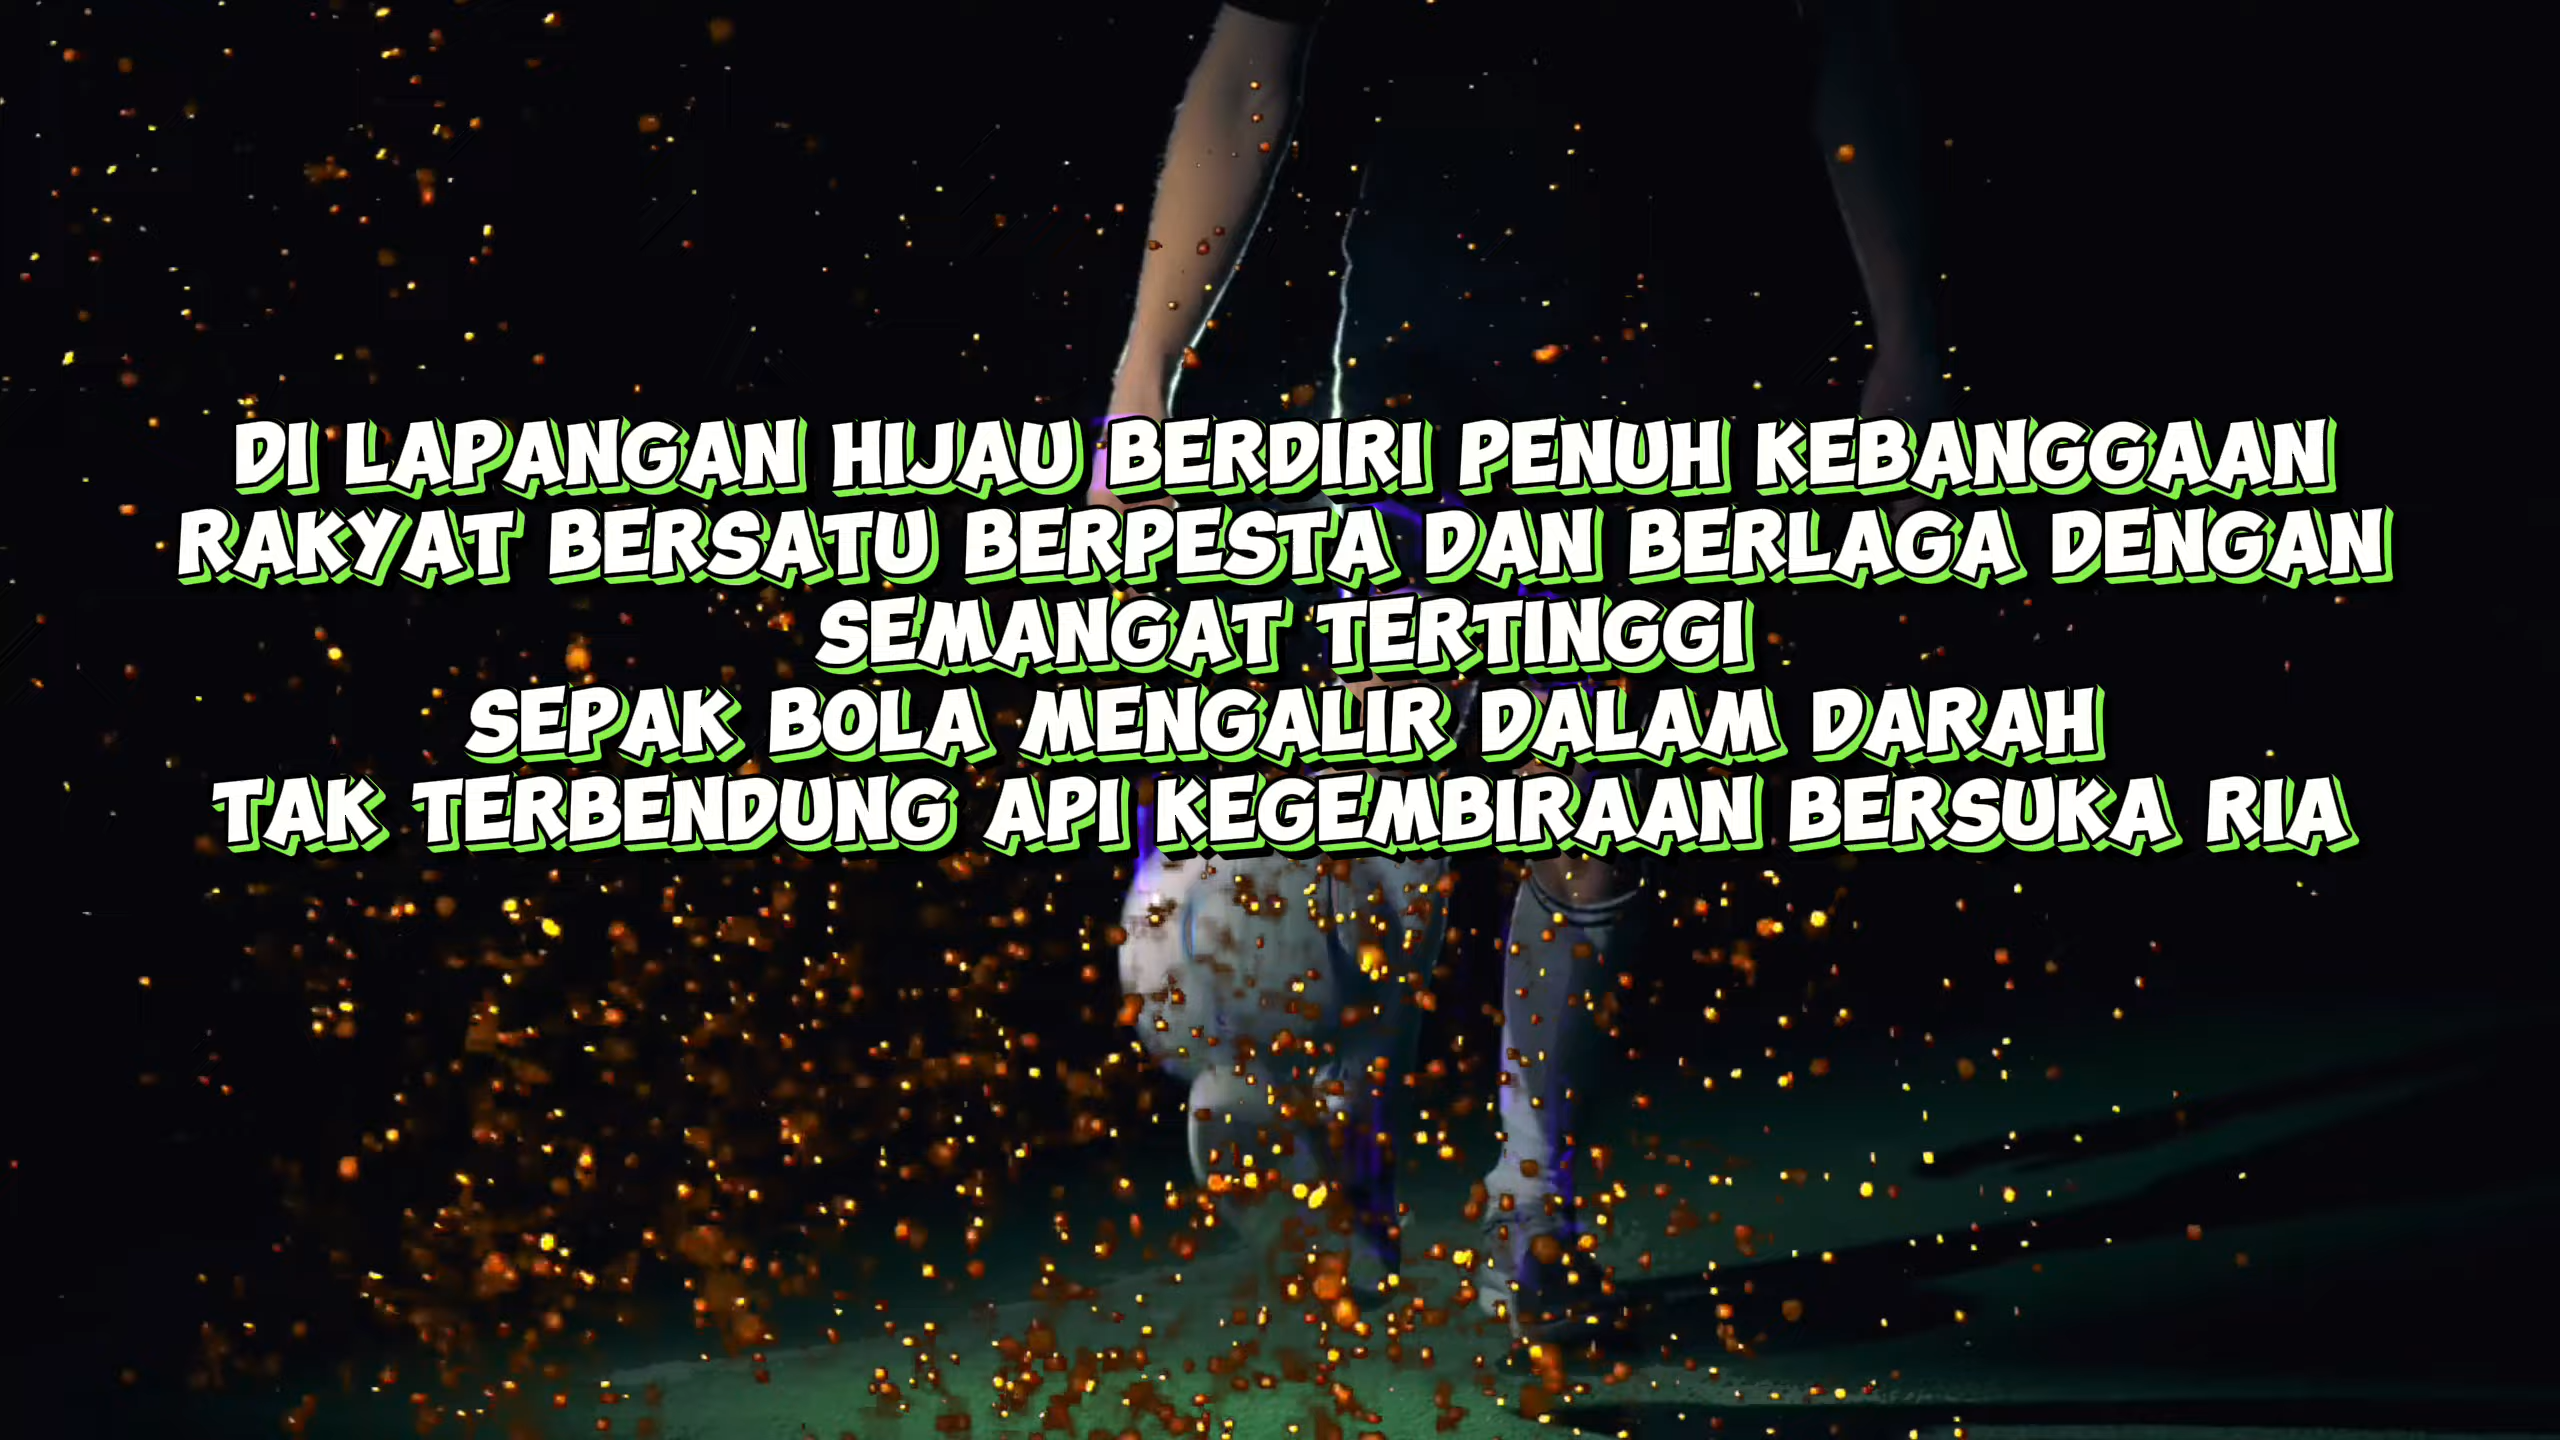 DI LAPANGAN HIJAU BERDIRI PENUH KEBANGGAAN
RAKYAT BERSATU BERPESTA DAN BERLAGA DENGAN
SEMANGAT TERTINGGI
SEPAK BOLA MENGALIR DALAM DARAH
TAK TERBENDUNG API KEGEMBIRAAN BERSUKA RIA